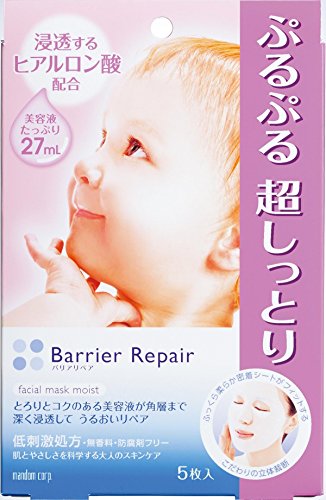 浸透する
ヒアルロン酸
配合
美容液
たっぷり
27mL
ぷるぷる 超しっとり
Barrier Repair
バリアリペア
facial mask moist
とろりとコクのある美容液が角層まで
深く浸透して うるおいリペア
低刺激処方・無香料・防腐剤フリー
肌とやさしさを科学する大人のスキンケア
mandom corp.
5枚入
ふっくら柔らか密着シートがフィットする
こだわりの立体裁断